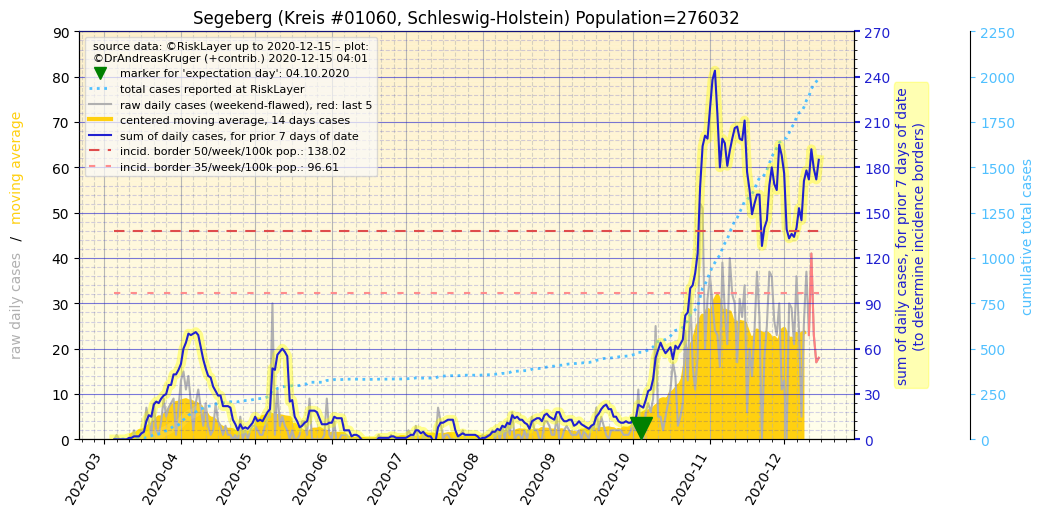 Segeberg (Kreis #01060, Schleswig-Holstein) Population=276032
source data: ©RiskLayer up to 2020-12-15 – plot:
©DrAndreasKruger (+contrib.) 2020-12-15 04:01
marker for 'expectation day': 04.10.2020
total cases reported at RiskLayer
raw daily cases (weekend-flawed), red: last 5
centered moving average, 14 days cases
sum of daily cases, for prior 7 days of date
incid. border 50/week/100k pop.: 138.02
incid. border 35/week/100k pop.: 96.61
raw daily cases / moving average
90
80
70
60
50
40
30
20
10
0
2020-03
2020-04
2020-05
2020-06
2020-07
2020-08
2020-09
2020-10
2020-11
2020-12
270
240
210
180
150
120
90
60
30
0
sum of daily cases, for prior 7 days of date
(to determine incidence borders)
2250
2000
1750
1500
1250
1000
750
500
250
0
cumulative total cases